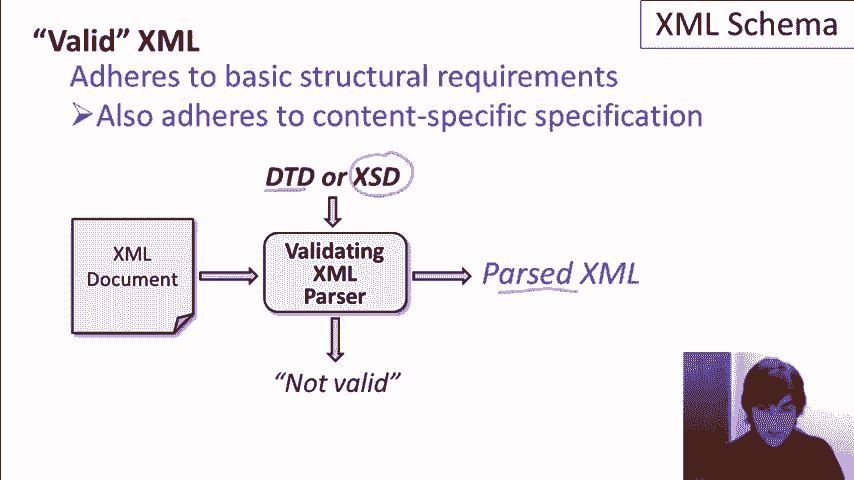 XML Schema
“Valid” XML
Adheres to basic structural requirements
➢Also adheres to content-specific specification
DTD or XSD
XML
Document
Validating
XML
Parser
Parsed XML
“Not valid”